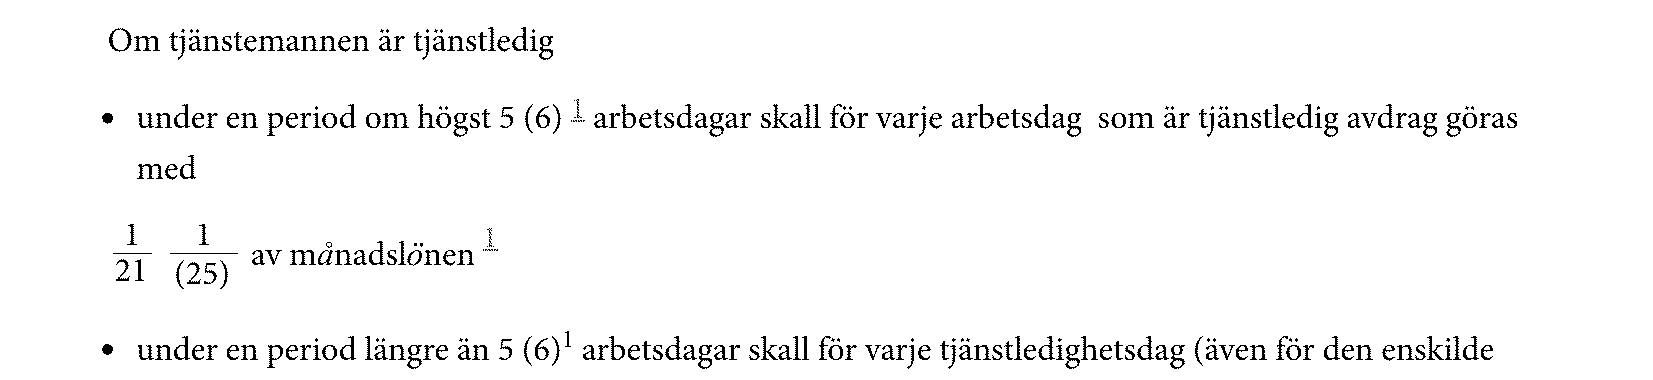 Om tjänstemannen är tjänstledig
• under en period om högst 5 (6) 1 arbetsdagar skall för varje arbetsdag som är tjänstledig avdrag göras
med
1/21 1/(25) av månadslönen 1
• under en period längre än 5 (6)1 arbetsdagar skall för varje tjänstledighetsdag (även för den enskilde